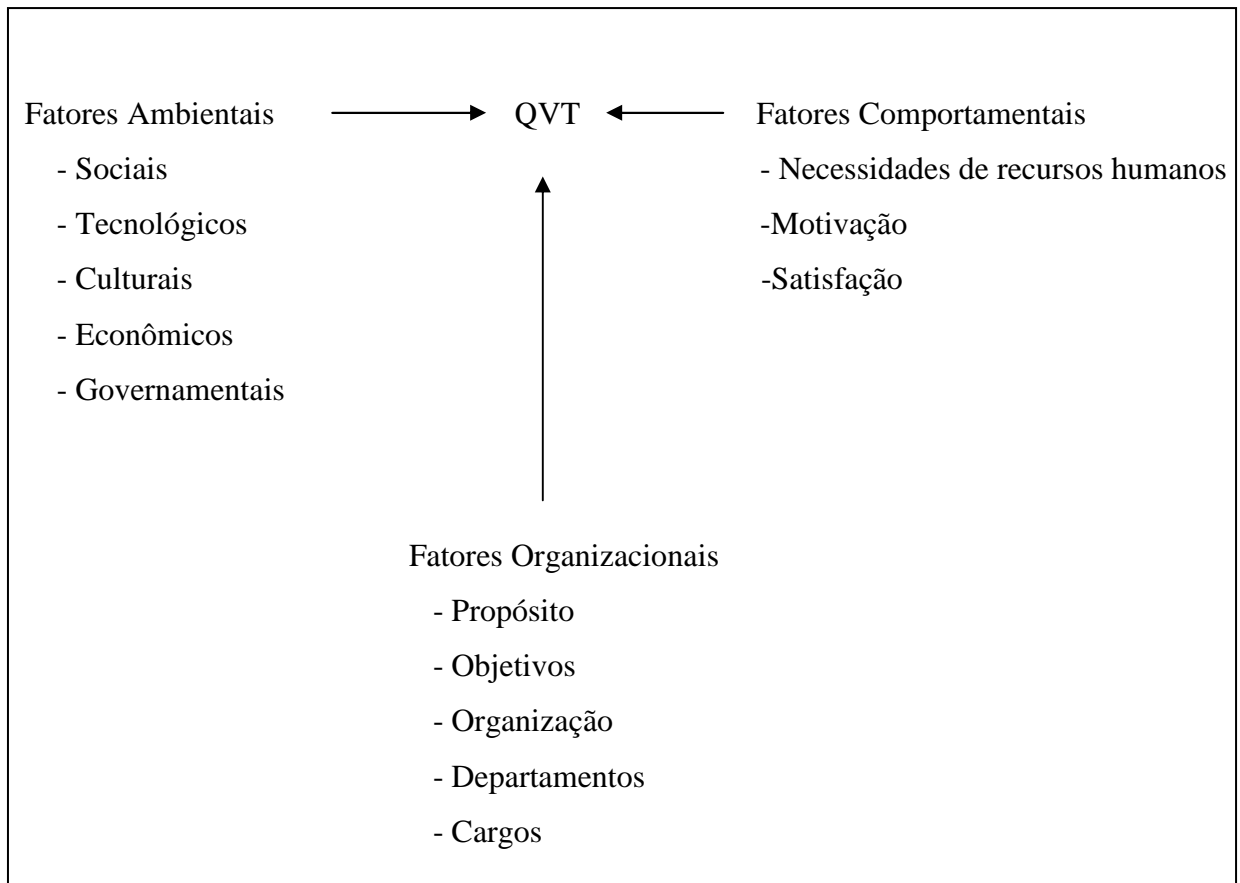 Fatores Ambientais QVT Fatores Comportamentais
- Sociais - Necessidades de recursos humanos
- Tecnológicos -Motivação
- Culturais -Satisfação
- Econômicos
- Governamentais
Fatores Organizacionais
- Propósito
- Objetivos
- Organização
- Departamentos
- Cargos